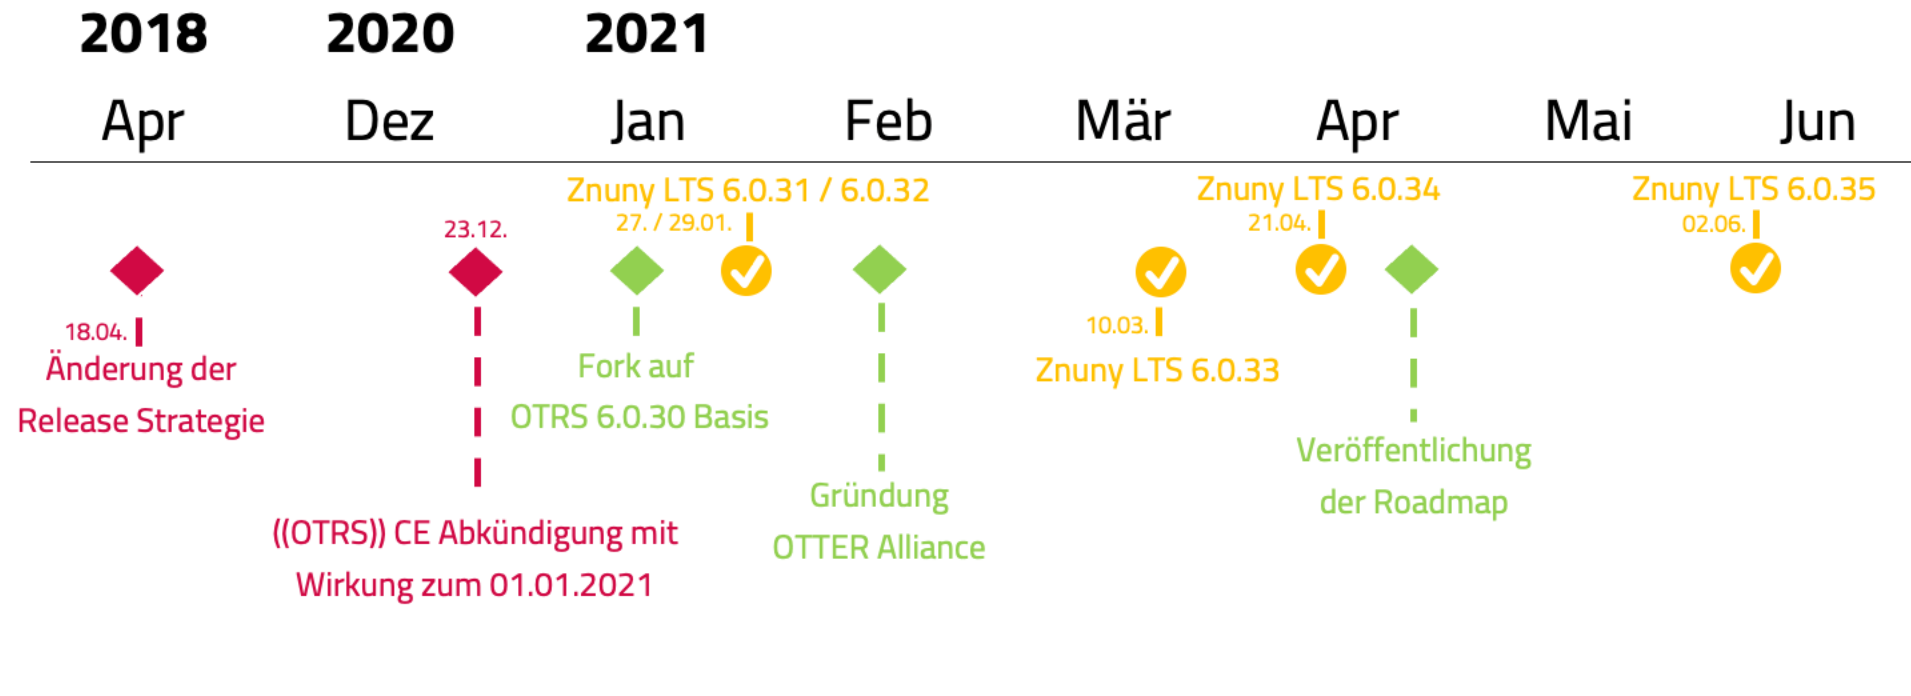 2018 2020 2021
Apr Dez Jan Feb Mär Apr Mai Jun
18.04.
Änderung der
Release Strategie
23.12.
((OTRS)) CE Abkündigung mit
Wirkung zum 01.01.2021
Fork auf
OTRS 6.0.30 Basis
Znuny LTS 6.0.31 / 6.0.32
27. / 29.01.
Gründung
OTTER Alliance
10.03.
Znuny LTS 6.0.33
Znuny LTS 6.0.34
21.04.
Veröffentlichung
der Roadmap
Znuny LTS 6.0.35
02.06.